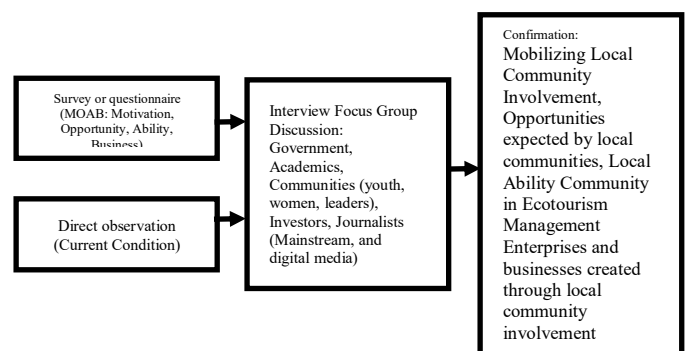 Survey or questionnaire
(MOAB: Motivation,
Opportunity, Ability,
Business)
Direct observation
(Current Condition)
Interview Focus Group
Discussion:
Government,
Academics,
Communities (youth,
women, leaders),
Investors, Journalists
(Mainstream, and
digital media)
Confirmation:
Mobilizing Local
Community
Involvement,
Opportunities
expected by local
communities, Local
Ability Community
in Ecotourism
Management
Enterprises and
businesses created
through local
community
involvement